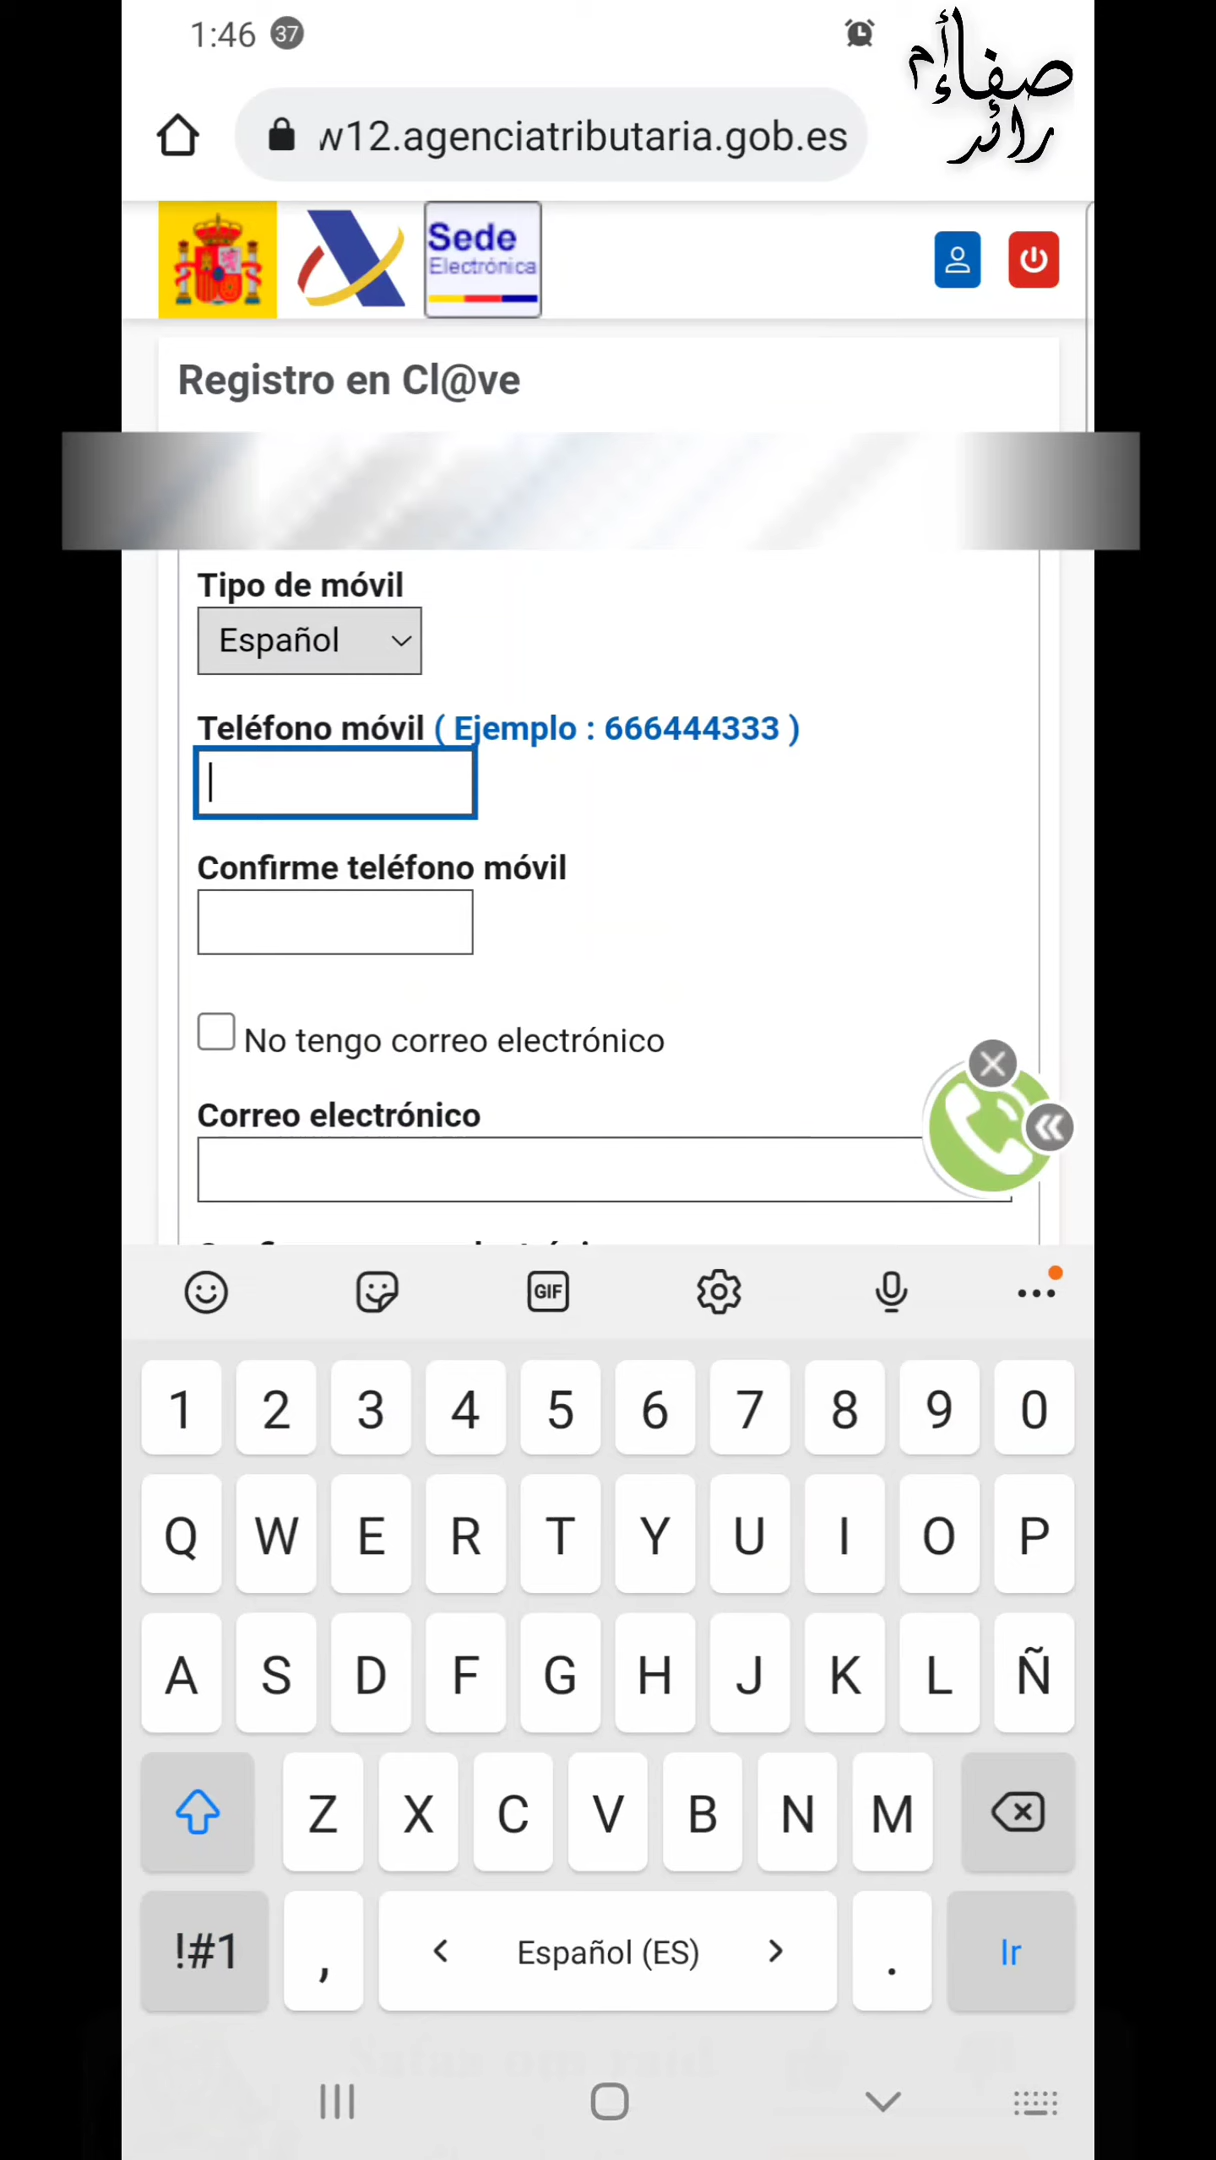 1:46 37
صفاء أم
رائد
w12.agenciatributaria.gob.es
Sede
Electrónica
Registro en Cl@ve
Tipo de móvil
Español
Teléfono móvil ( Ejemplo : 666444333 )
Confirme teléfono móvil
No tengo correo electrónico
Correo electrónico
GIF
1 2 3 4 5 6 7 8 9 0
Q W E R T Y U I O P
A S D F G H J K L Ñ
Z X C V B N M
!#1 , Español (ES) . Ir